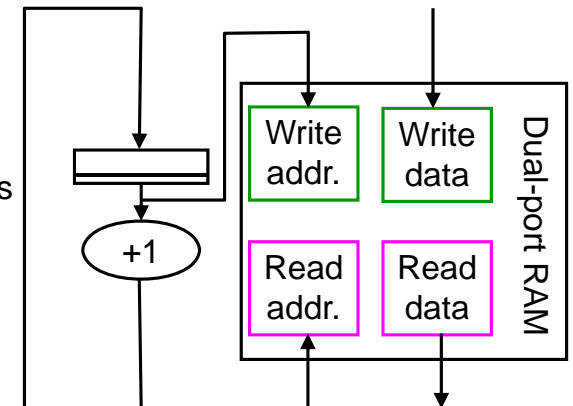 s
+1
Write
addr.
Write
data
Read
addr.
Read
data
Dual-port RAM